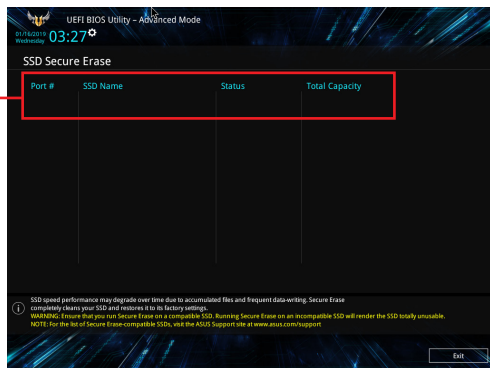 UEFI BIOS Utility – Advanced Mode
01/16/2019
Wednesday 03:27
SSD Secure Erase
Port # SSD Name Status Total Capacity
SSD speed performance may degrade over time due to accumulated files and frequent data-writing. Secure Erase
completely cleans your SSD and restores it to its factory settings.
WARNING: Ensure that you run Secure Erase on a compatible SSD. Running Secure Erase on an incompatible SSD will render the SSD totally unusable.
NOTE: For the list of Secure Erase-compatible SSDs, visit the ASUS Support site at www.asus.com/support
Exit